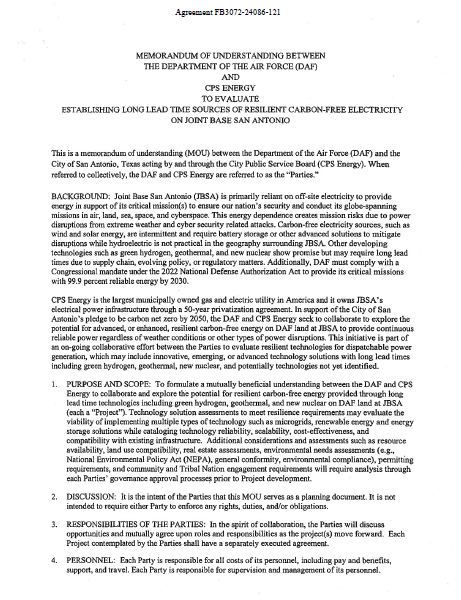 Agreement FB3072-24086-121
MEMORANDUM OF UNDERSTANDING BETWEEN
THE DEPARTMENT OF THE AIR FORCE (DAF)
AND
CPS ENERGY
TO EVALUATE
ESTABLISHING LONG LEAD TIME SOURCES OF RESILIENT CARBON-FREE ELECTRICITY
ON JOINT BASE SAN ANTONIO
This is a memorandum of understanding (MOU) between the Department of the Air Force (DAF) and the
City of San Antonio, Texas acting by and through the City Public Service Board (CPS Energy). When
referred to collectively, the DAF and CPS Energy are referred to as the “Parties.”
BACKGROUND: Joint Base San Antonio (JBSA) is primarily reliant on off-site electricity to provide
energy in support of its critical mission(s) to ensure our nation's security and conduct its globe-spanning
missions in air, land, sea, space, and cyberspace. This energy dependence creates mission risks due to power
disruptions from extreme weather and cyber security related attacks. Carbon-free electricity sources, such as
wind and solar energy, are intermittent and require battery storage or other advanced solutions to mitigate
disruptions while hydroelectric is not practical in the geography surrounding JBSA. Other developing
technologies such as green hydrogen, geothermal, and new nuclear show promise but may require long lead
times due to supply chain, evolving policy, or regulatory matters. Additionally, DAF must comply with a
Congressional mandate under the 2022 National Defense Authorization Act to provide its critical missions
with 99.9 percent reliable energy by 2030.
CPS Energy is the largest municipally owned gas and electric utility in America and it owns JBSA's
electrical power infrastructure through a 50-year privatization agreement. In support of the City of San
Antonio's pledge to be carbon net zero by 2050, the DAF and CPS Energy seek to collaborate to explore the
potential for advanced, or enhanced, resilient carbon-free energy on DAF land at JBSA to provide continuous
reliable power regardless of weather conditions or other types of power disruptions. This initiative is part of
an on-going collaborative effort between the Parties to evaluate resilient technologies for dispatchable power
generation, which may include innovative, emerging, or advanced technology solutions with long lead times
including green hydrogen, geothermal, new nuclear, and potentially technologies not yet identified.
1. PURPOSE AND SCOPE: To formulate a mutually beneficial understanding between the DAF and CPS
Energy to collaborate and explore the potential for resilient carbon-free energy provided through long
lead time technologies including green hydrogen, geothermal, and new nuclear on DAF land at JBSA
(each a “Project”). Technology solution assessments to meet resilience requirements may evaluate the
viability of implementing multiple types of technology such as microgrids, renewable energy and energy
storage solutions while cataloging technology reliability, scalability, cost-effectiveness, and
compatibility with existing infrastructure. Additional considerations and assessments such as resource
availability, land use compatibility, real estate assessments, environmental needs assessments (e.g.,
National Environmental Policy Act (NEPA), general conformity, environmental compliance), permitting
requirements, and community and Tribal Nation engagement requirements will require analysis through
each Parties' governance approval processes prior to Project development.
2. DISCUSSION: It is the intent of the Parties that this MOU serves as a planning document. It is not
intended to require either Party to enforce any rights, duties, and/or obligations.
3. RESPONSIBILITIES OF THE PARTIES: In the spirit of collaboration, the Parties will discuss
opportunities and mutually agree upon roles and responsibilities as the project(s) move forward. Each
Project contemplated by the Parties shall have a separately executed agreement.
4. PERSONNEL: Each Party is responsible for all costs of its personnel, including pay and benefits,
support, and travel. Each Party is responsible for supervision and management of its personnel.